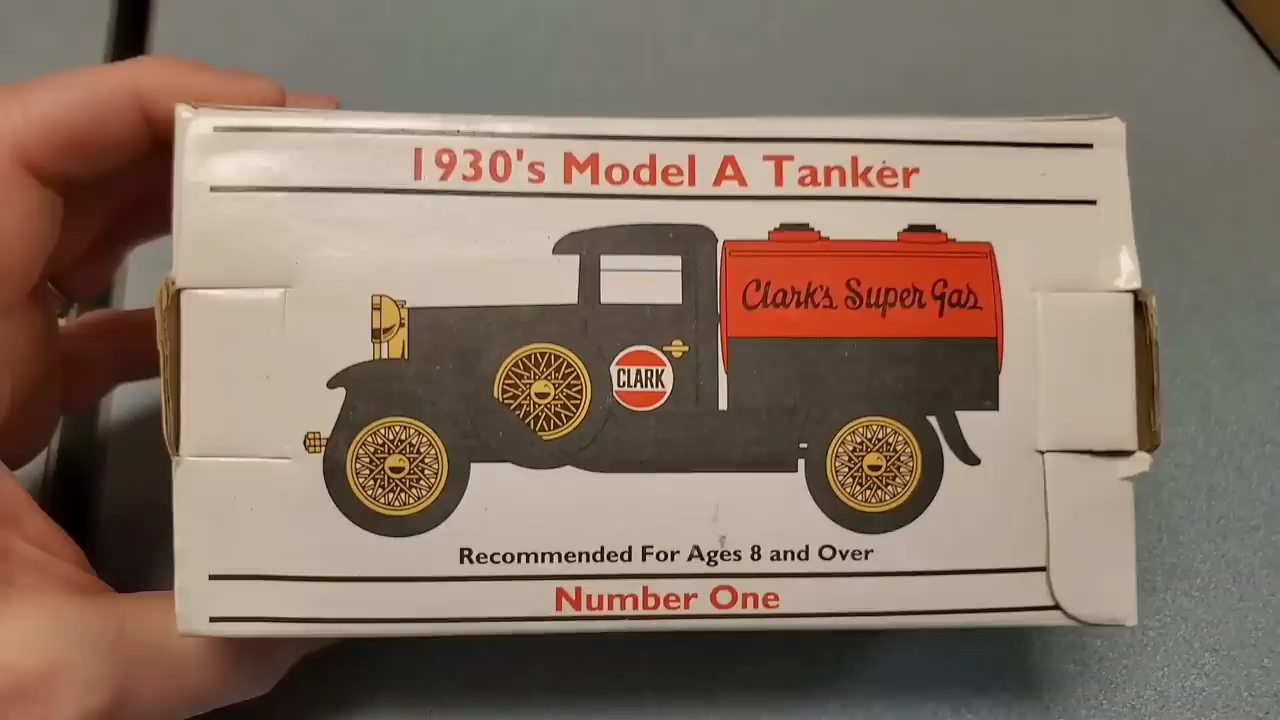 1930's Model A Tanker
Clark's Super Gas
CLARK
Recommended For Ages 8 and Over
Number One